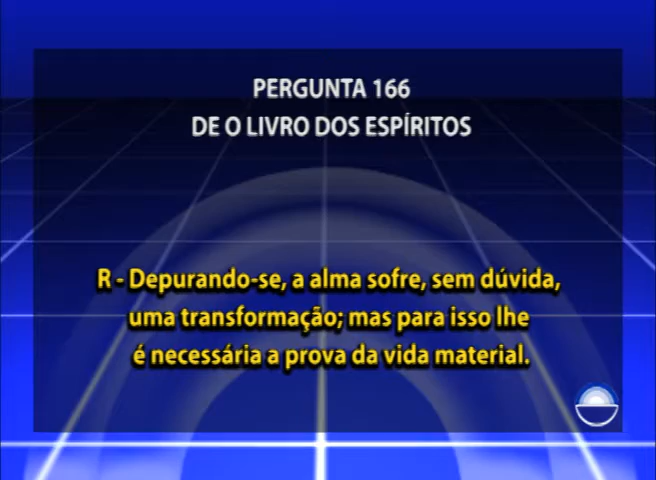 PERGUNTA 166
DE O LIVRO DOS ESPÍRITOS
R - Depurando-se, a alma sofre, sem dúvida,
uma transformação; mas para isso lhe
é necessária a prova da vida material.